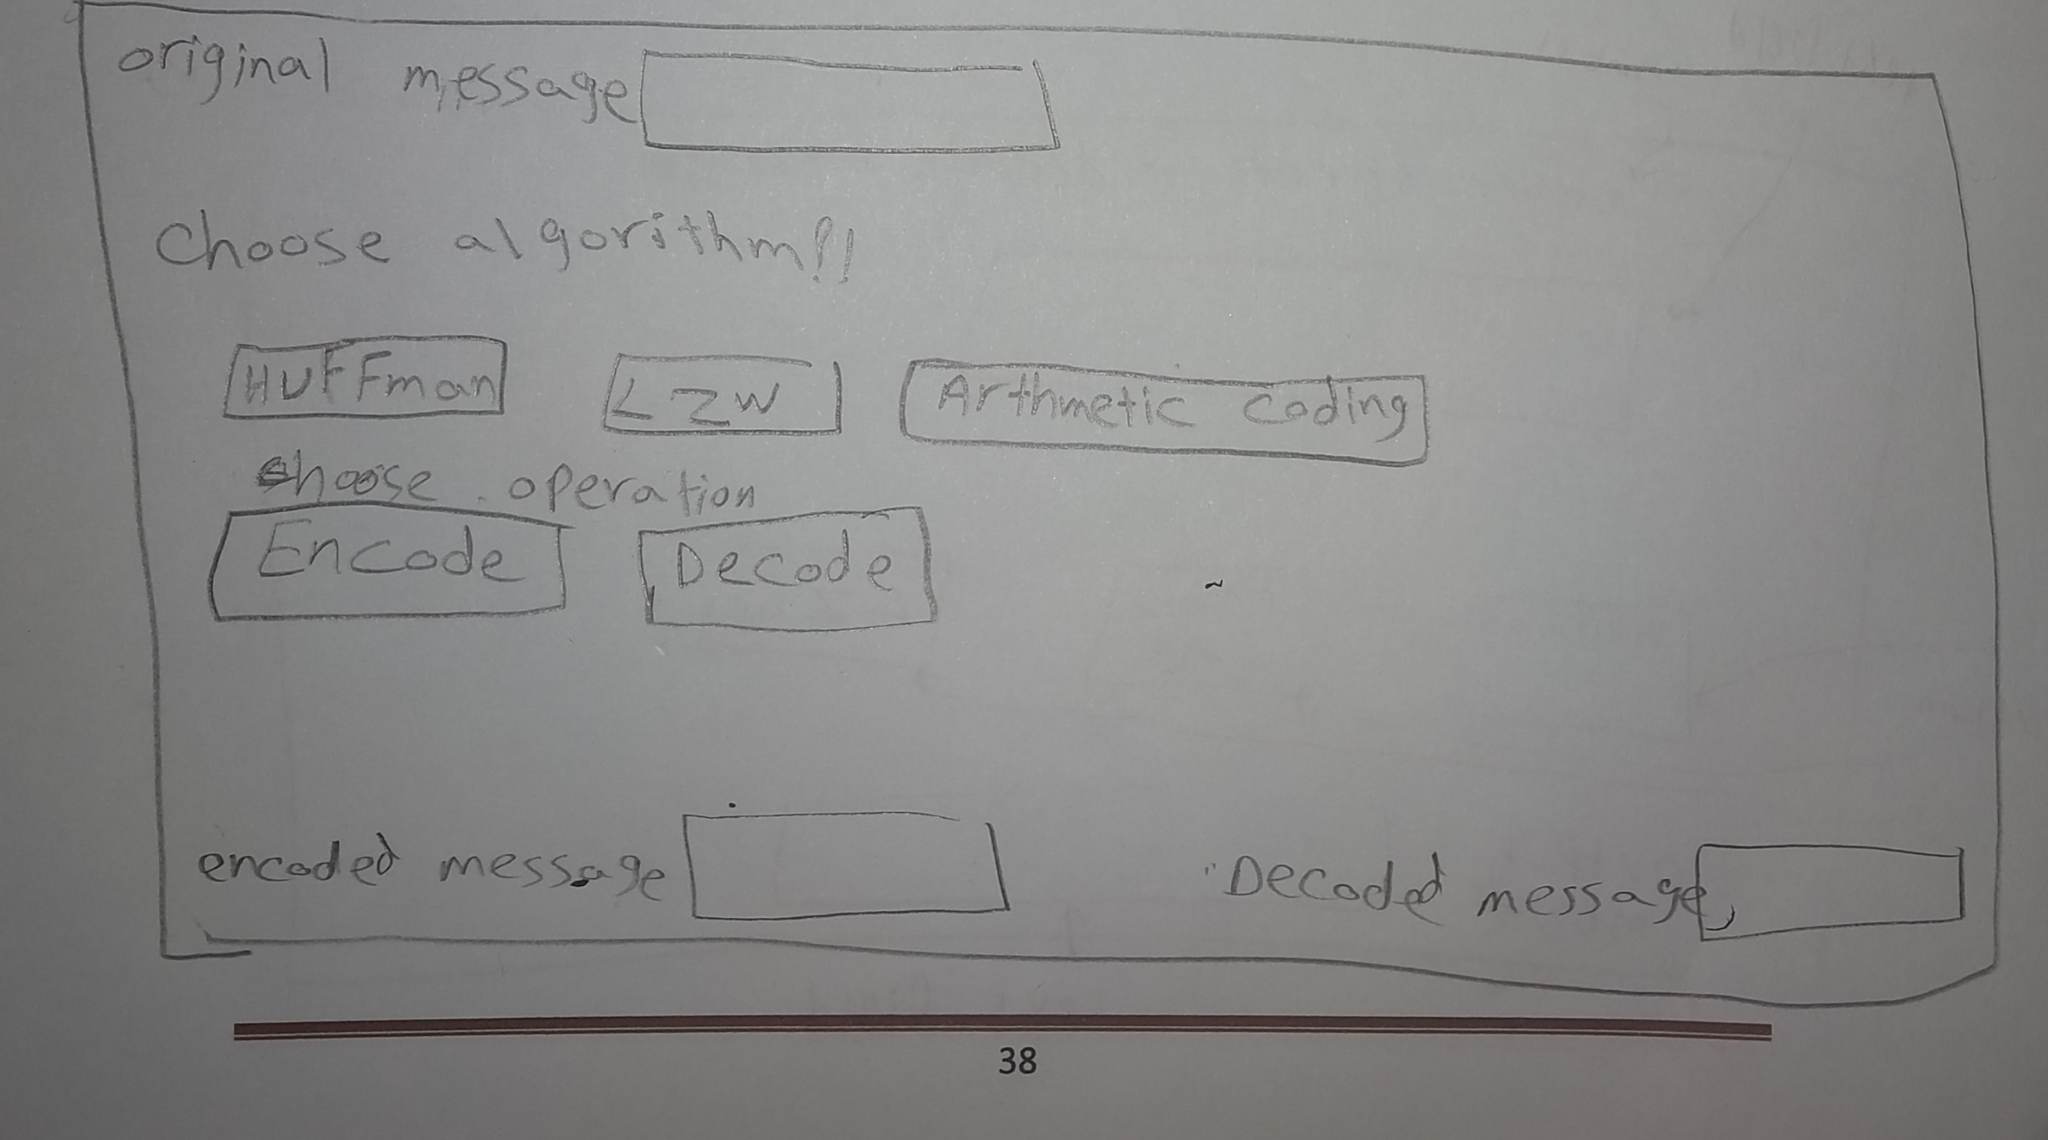 original message
Choose algorithm!!
HUFFman LZW Arthmetic Coding
choose operation
Encode Decode
encoded message Decoded message
38